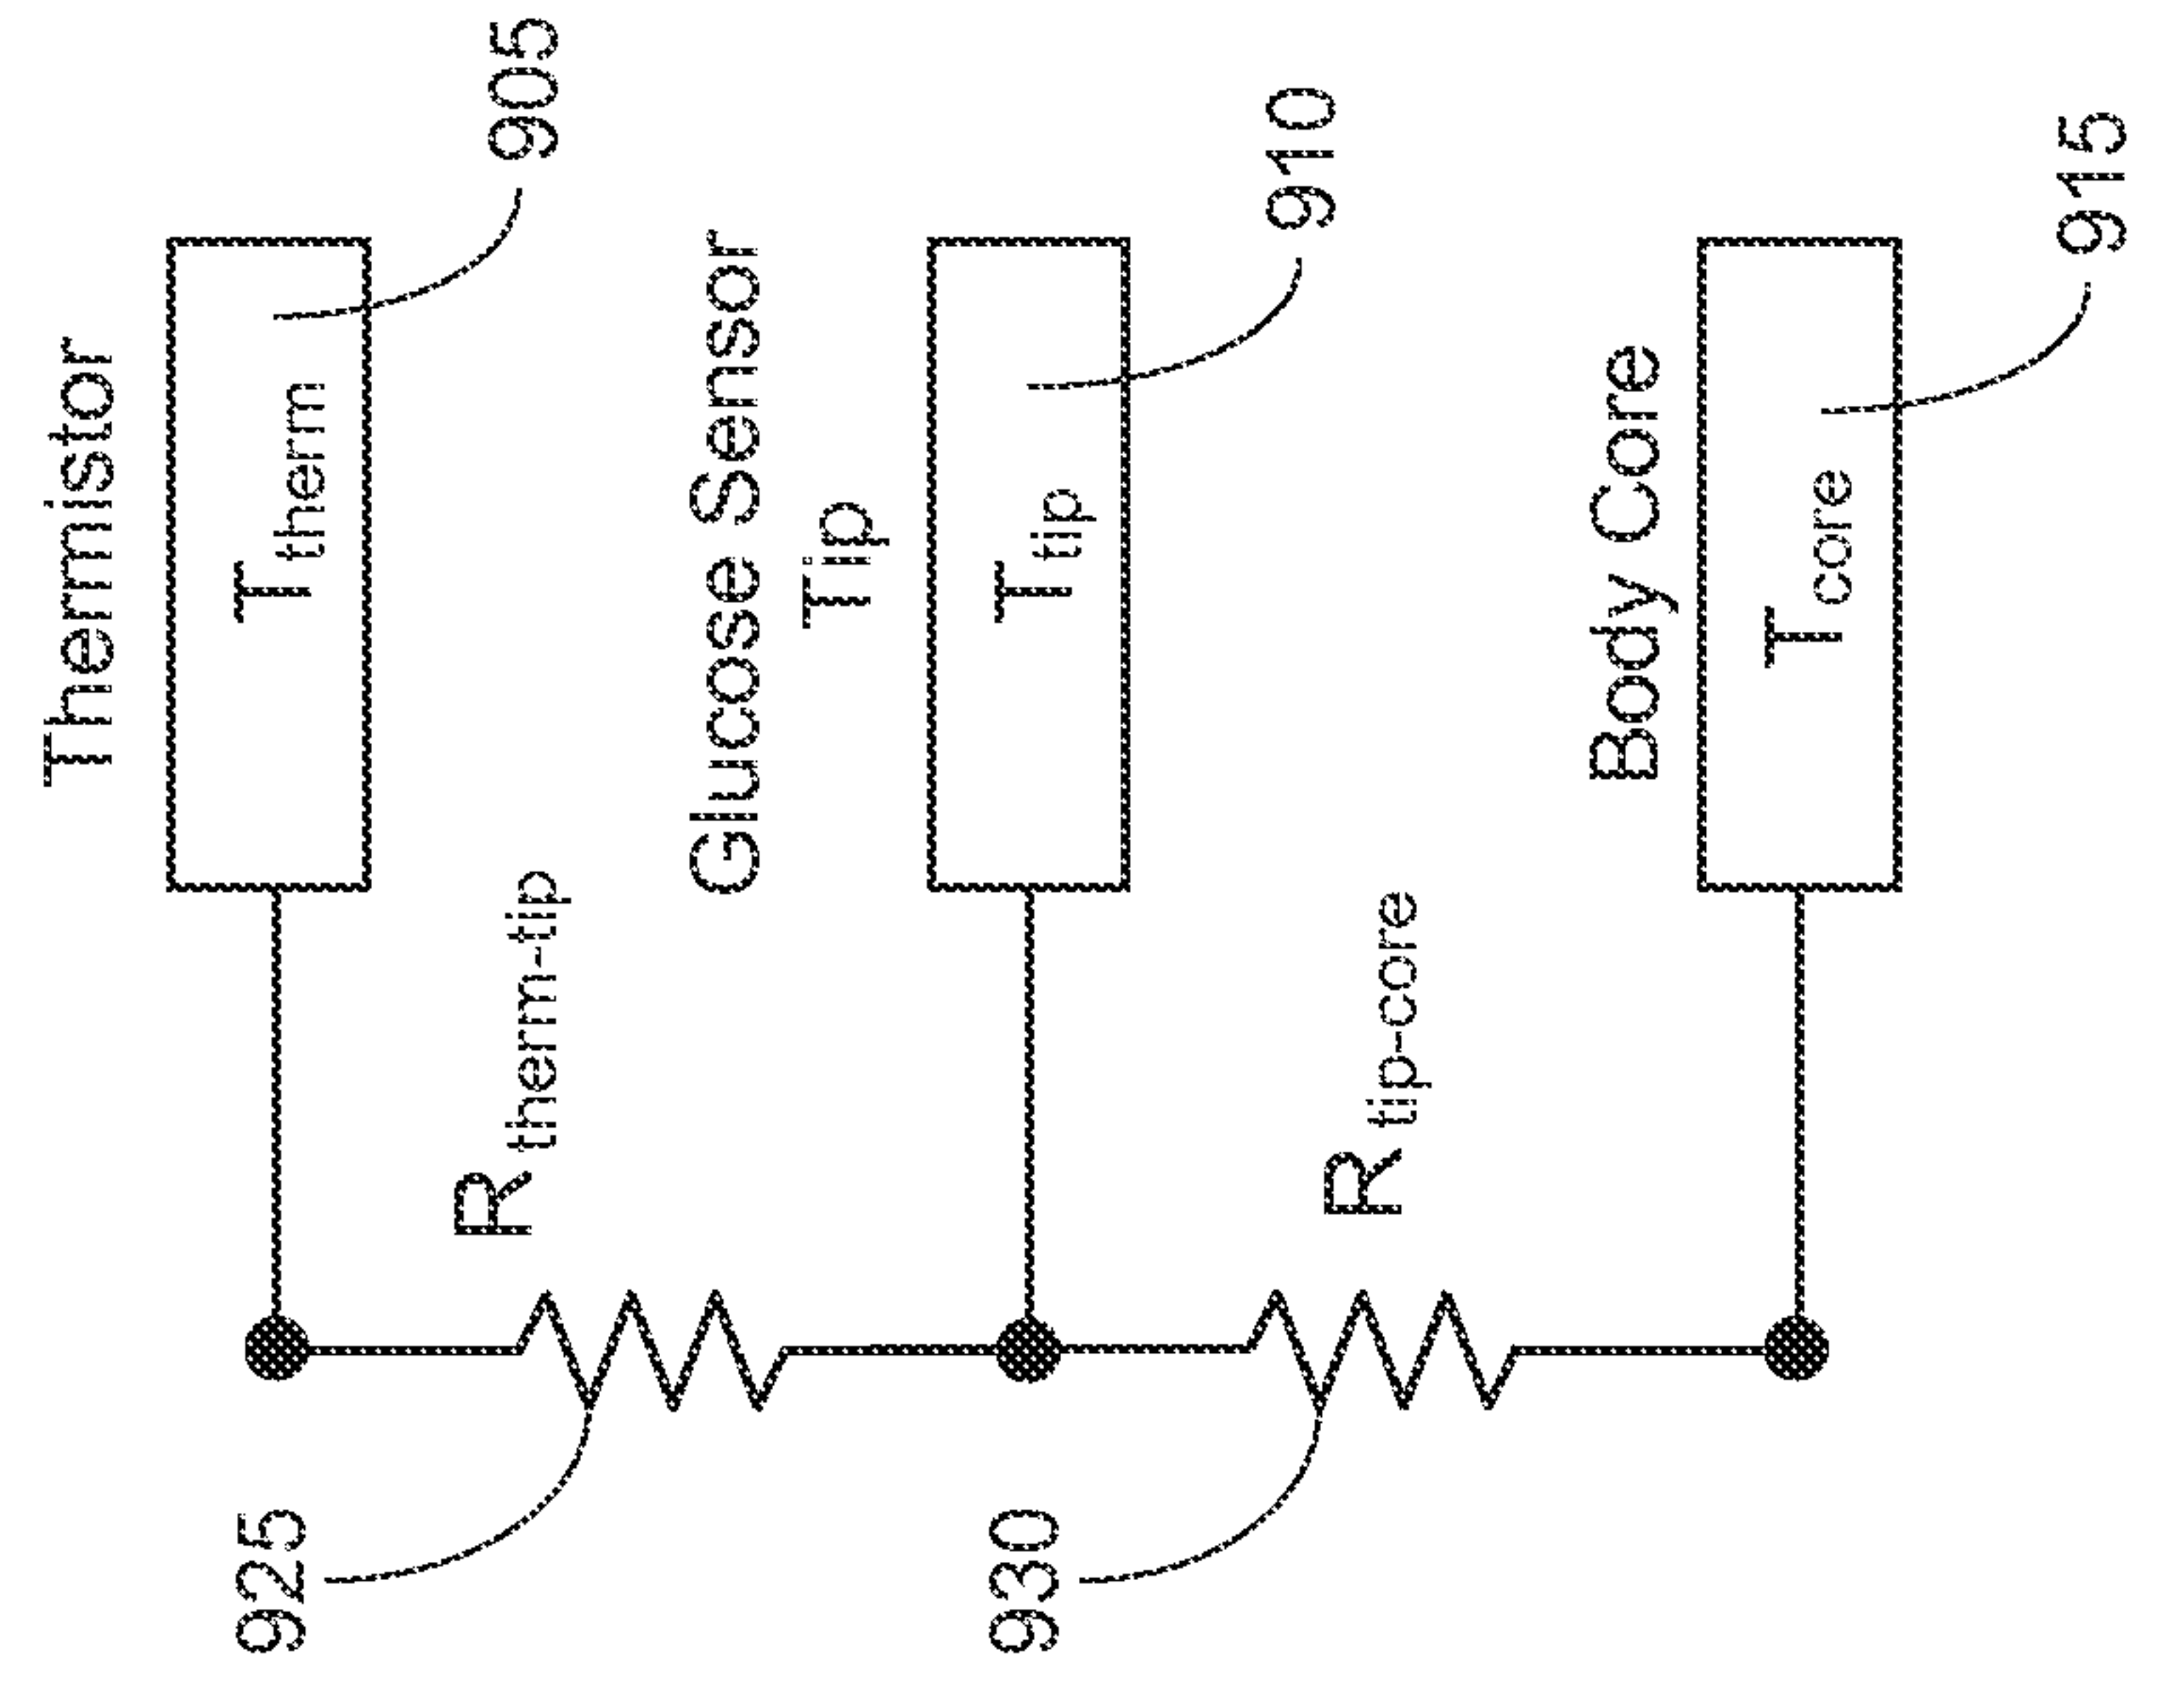 Thermistor
T therm
905
R therm-tip
925
Glucose Sensor
Tip
T tip
910
R tip-core
930
Body Core
T core
915